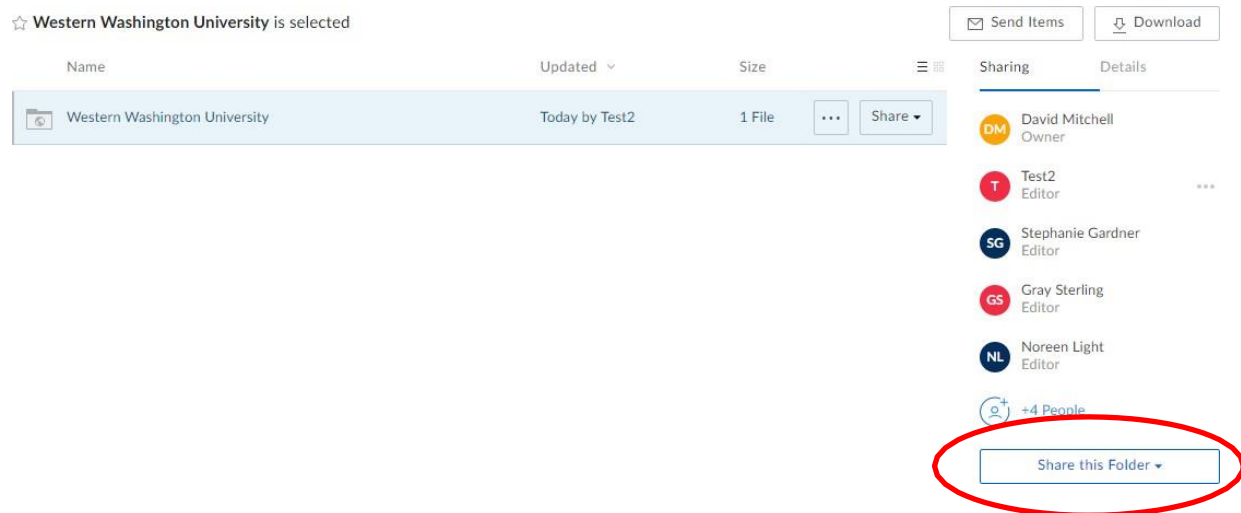 Western Washington University is selected
Send Items
Download
Name
Updated
Size
Sharing
Details
Western Washington University
Today by Test2
1 File
...
Share
DM
David Mitchell
Owner
T
Test2
Editor
...
SG
Stephanie Gardner
Editor
GS
Gray Sterling
Editor
NL
Noreen Light
Editor
+4 People
Share this Folder